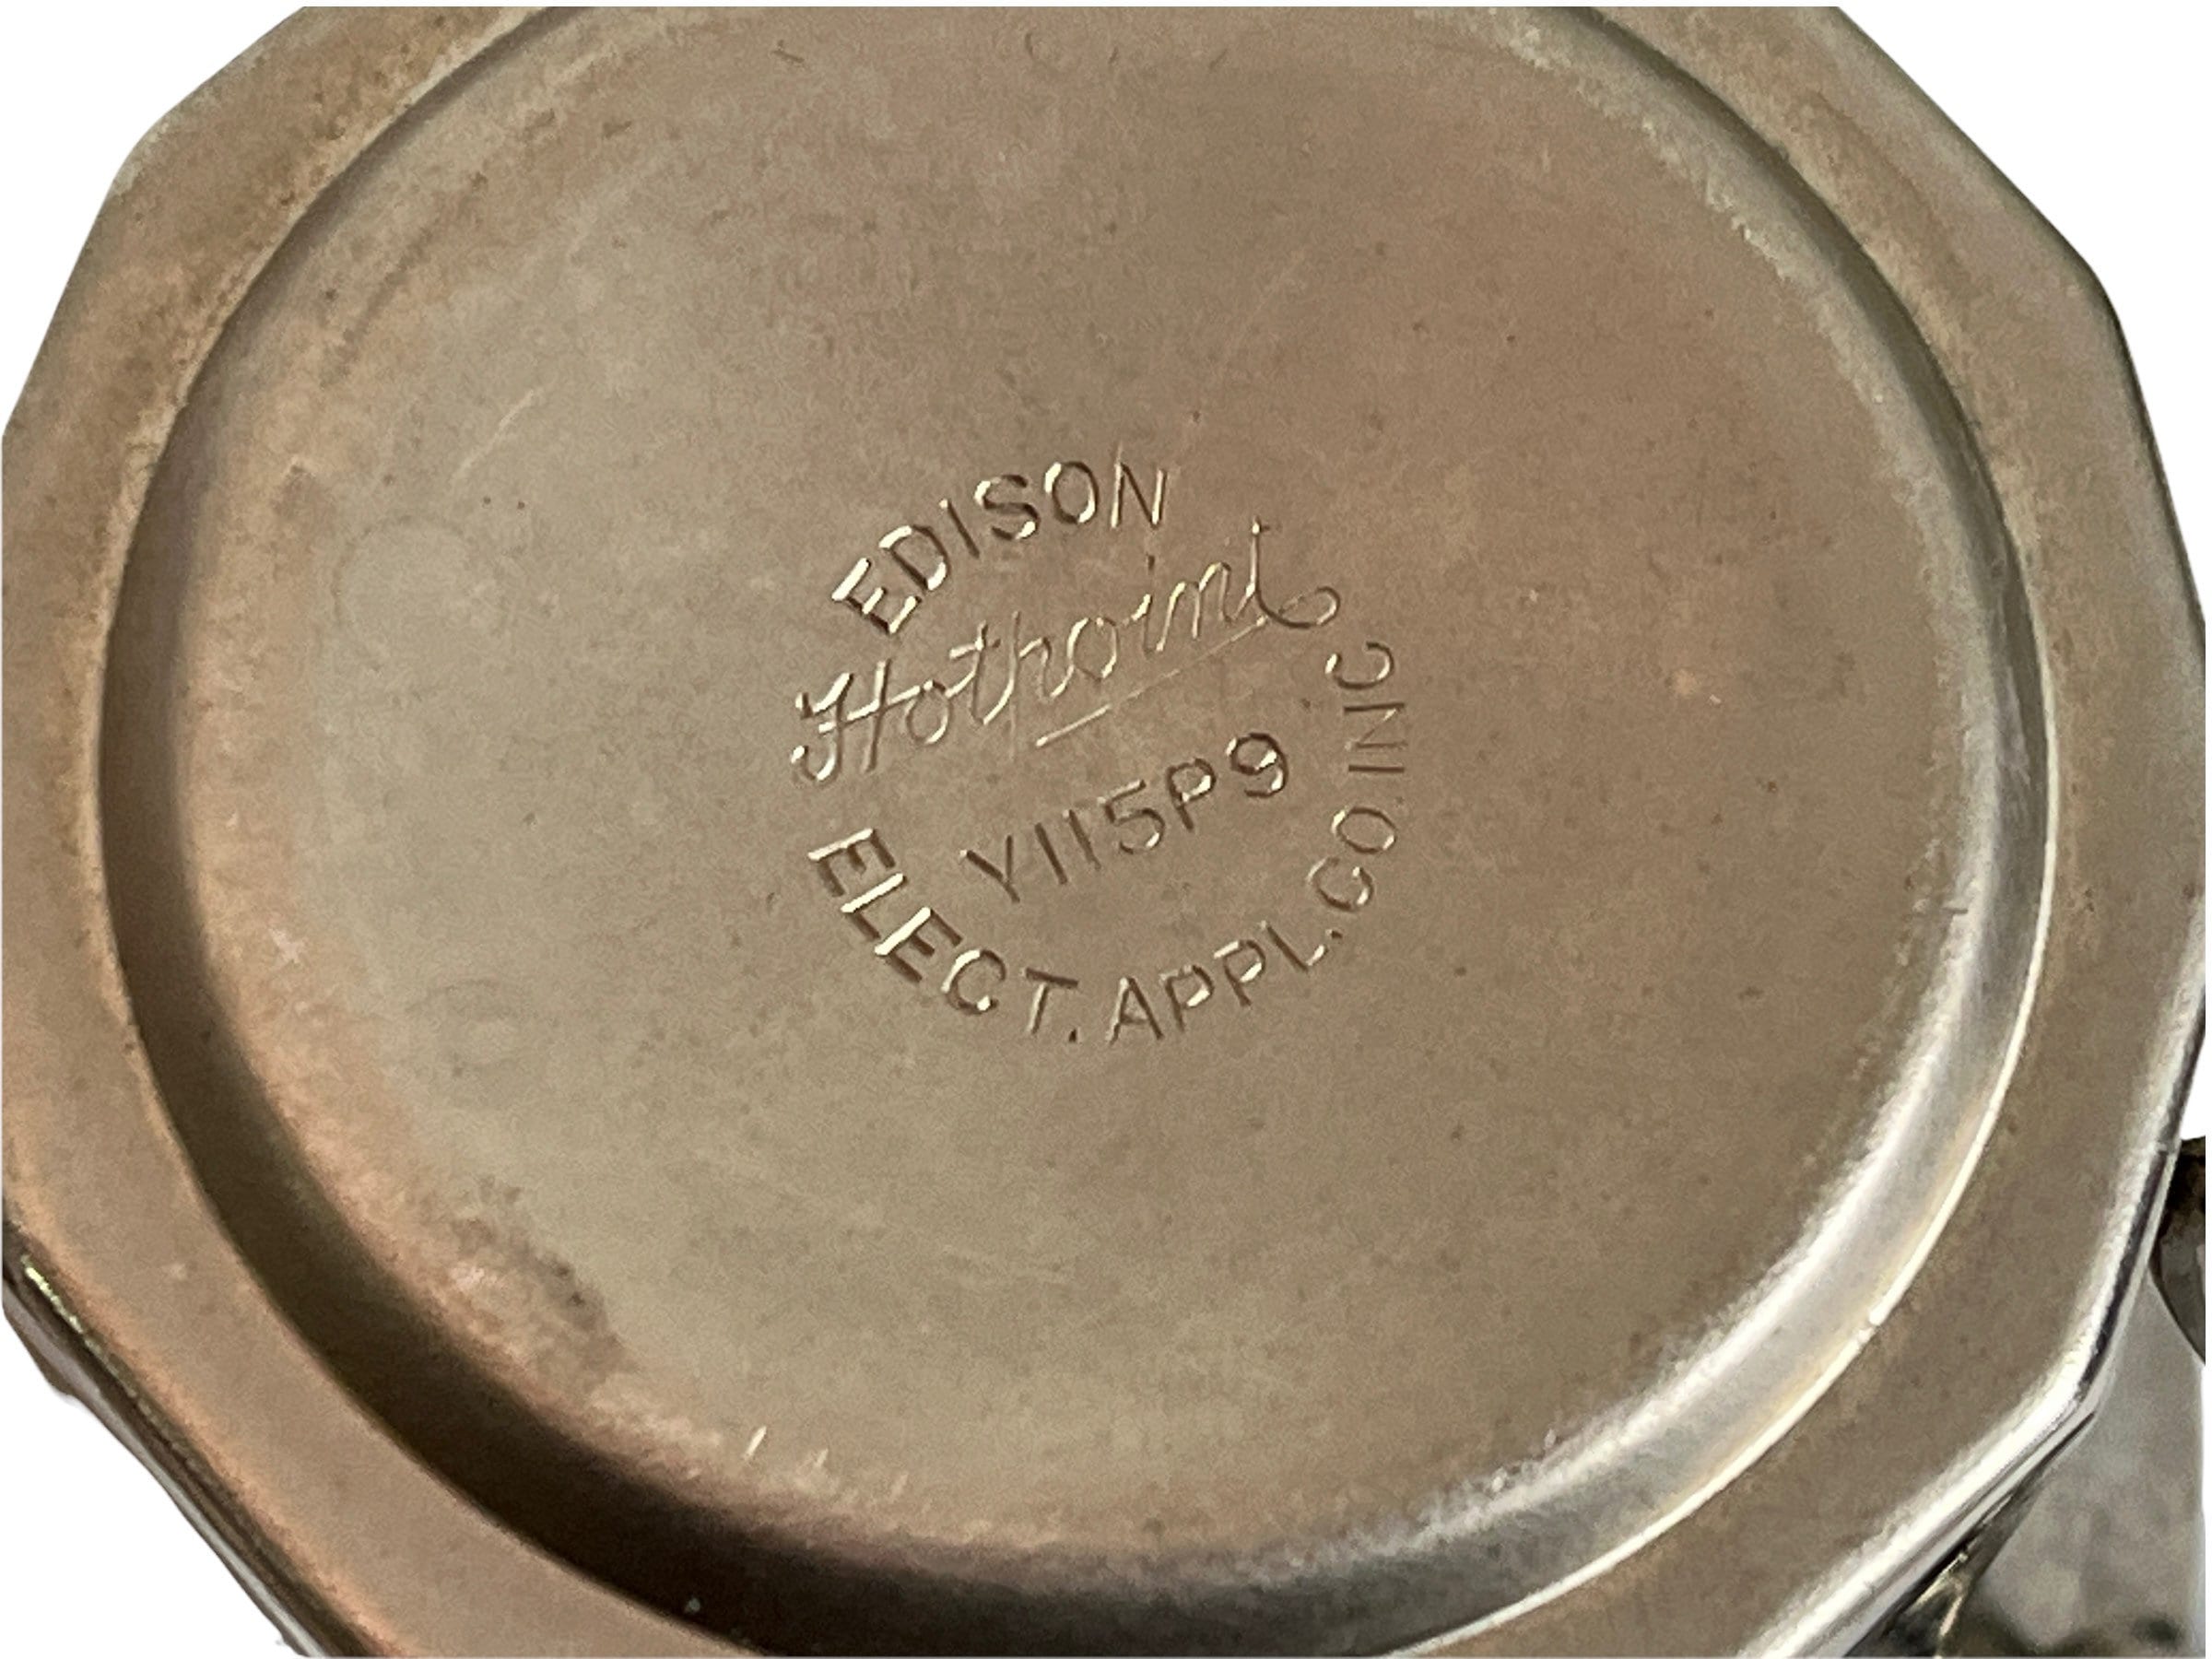 EDISON
Hotpoint
Y115P9
ELECT. APPL. CO. INC